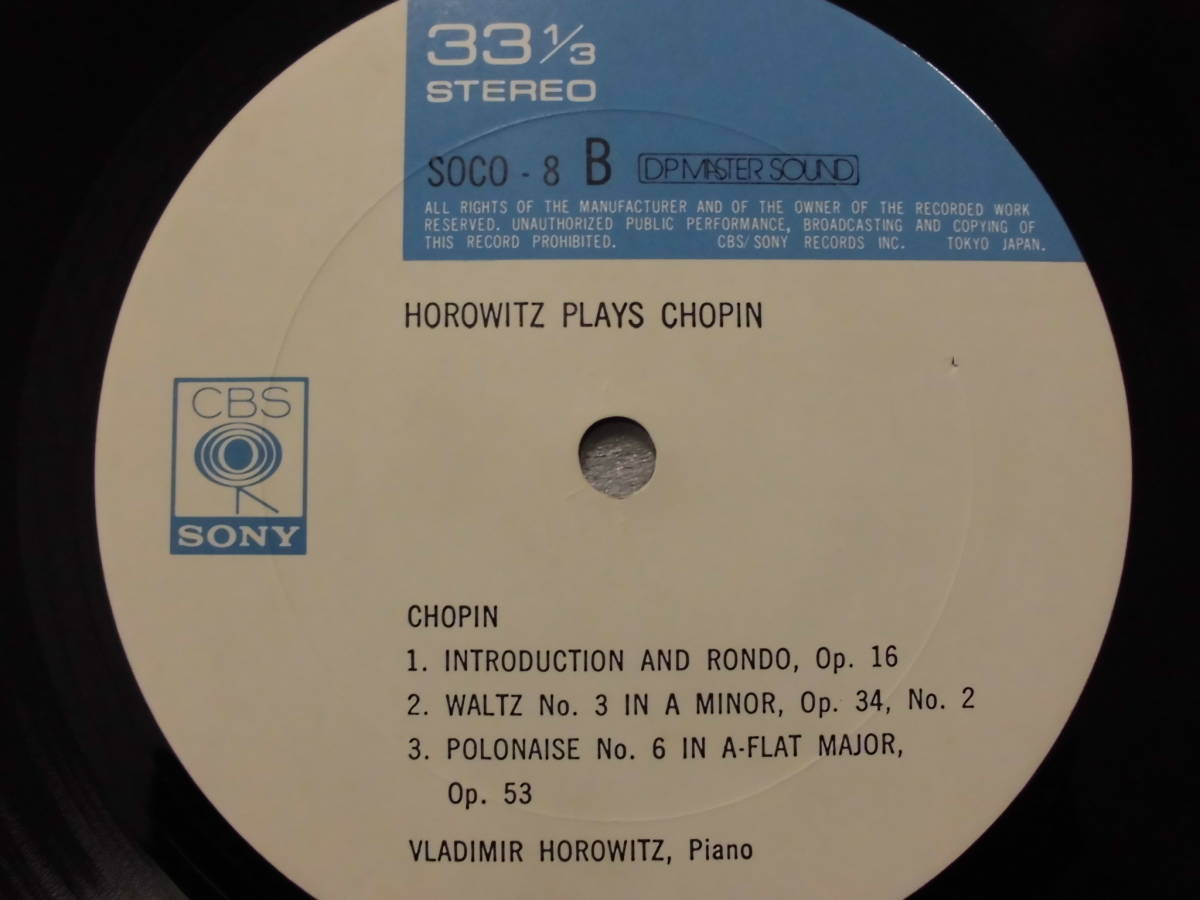 33 1/3
STEREO
SOCO - 8 B DP MASTER SOUND
ALL RIGHTS OF THE MANUFACTURER AND OF THE OWNER OF THE RECORDED WORK
RESERVED. UNAUTHORIZED PUBLIC PERFORMANCE, BROADCASTING AND COPYING OF
THIS RECORD PROHIBITED. CBS/SONY RECORDS INC. TOKYO JAPAN.
HOROWITZ PLAYS CHOPIN
CBS
SONY
CHOPIN
1. INTRODUCTION AND RONDO, Op. 16
2. WALTZ No. 3 IN A MINOR, Op. 34, No. 2
3. POLONAISE No. 6 IN A-FLAT MAJOR,
Op. 53
VLADIMIR HOROWITZ, Piano